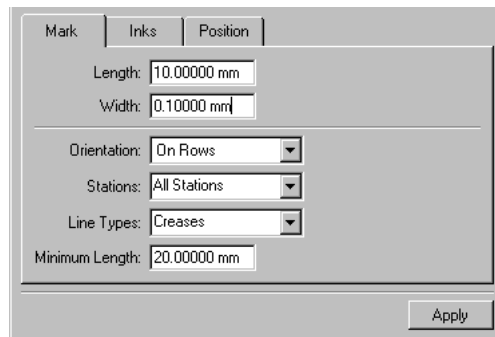 Mark Inks Position
Length: 10.00000 mm
Width: 0.10000 mm
Orientation: On Rows
Stations: All Stations
Line Types: Creases
Minimum Length: 20.00000 mm
Apply